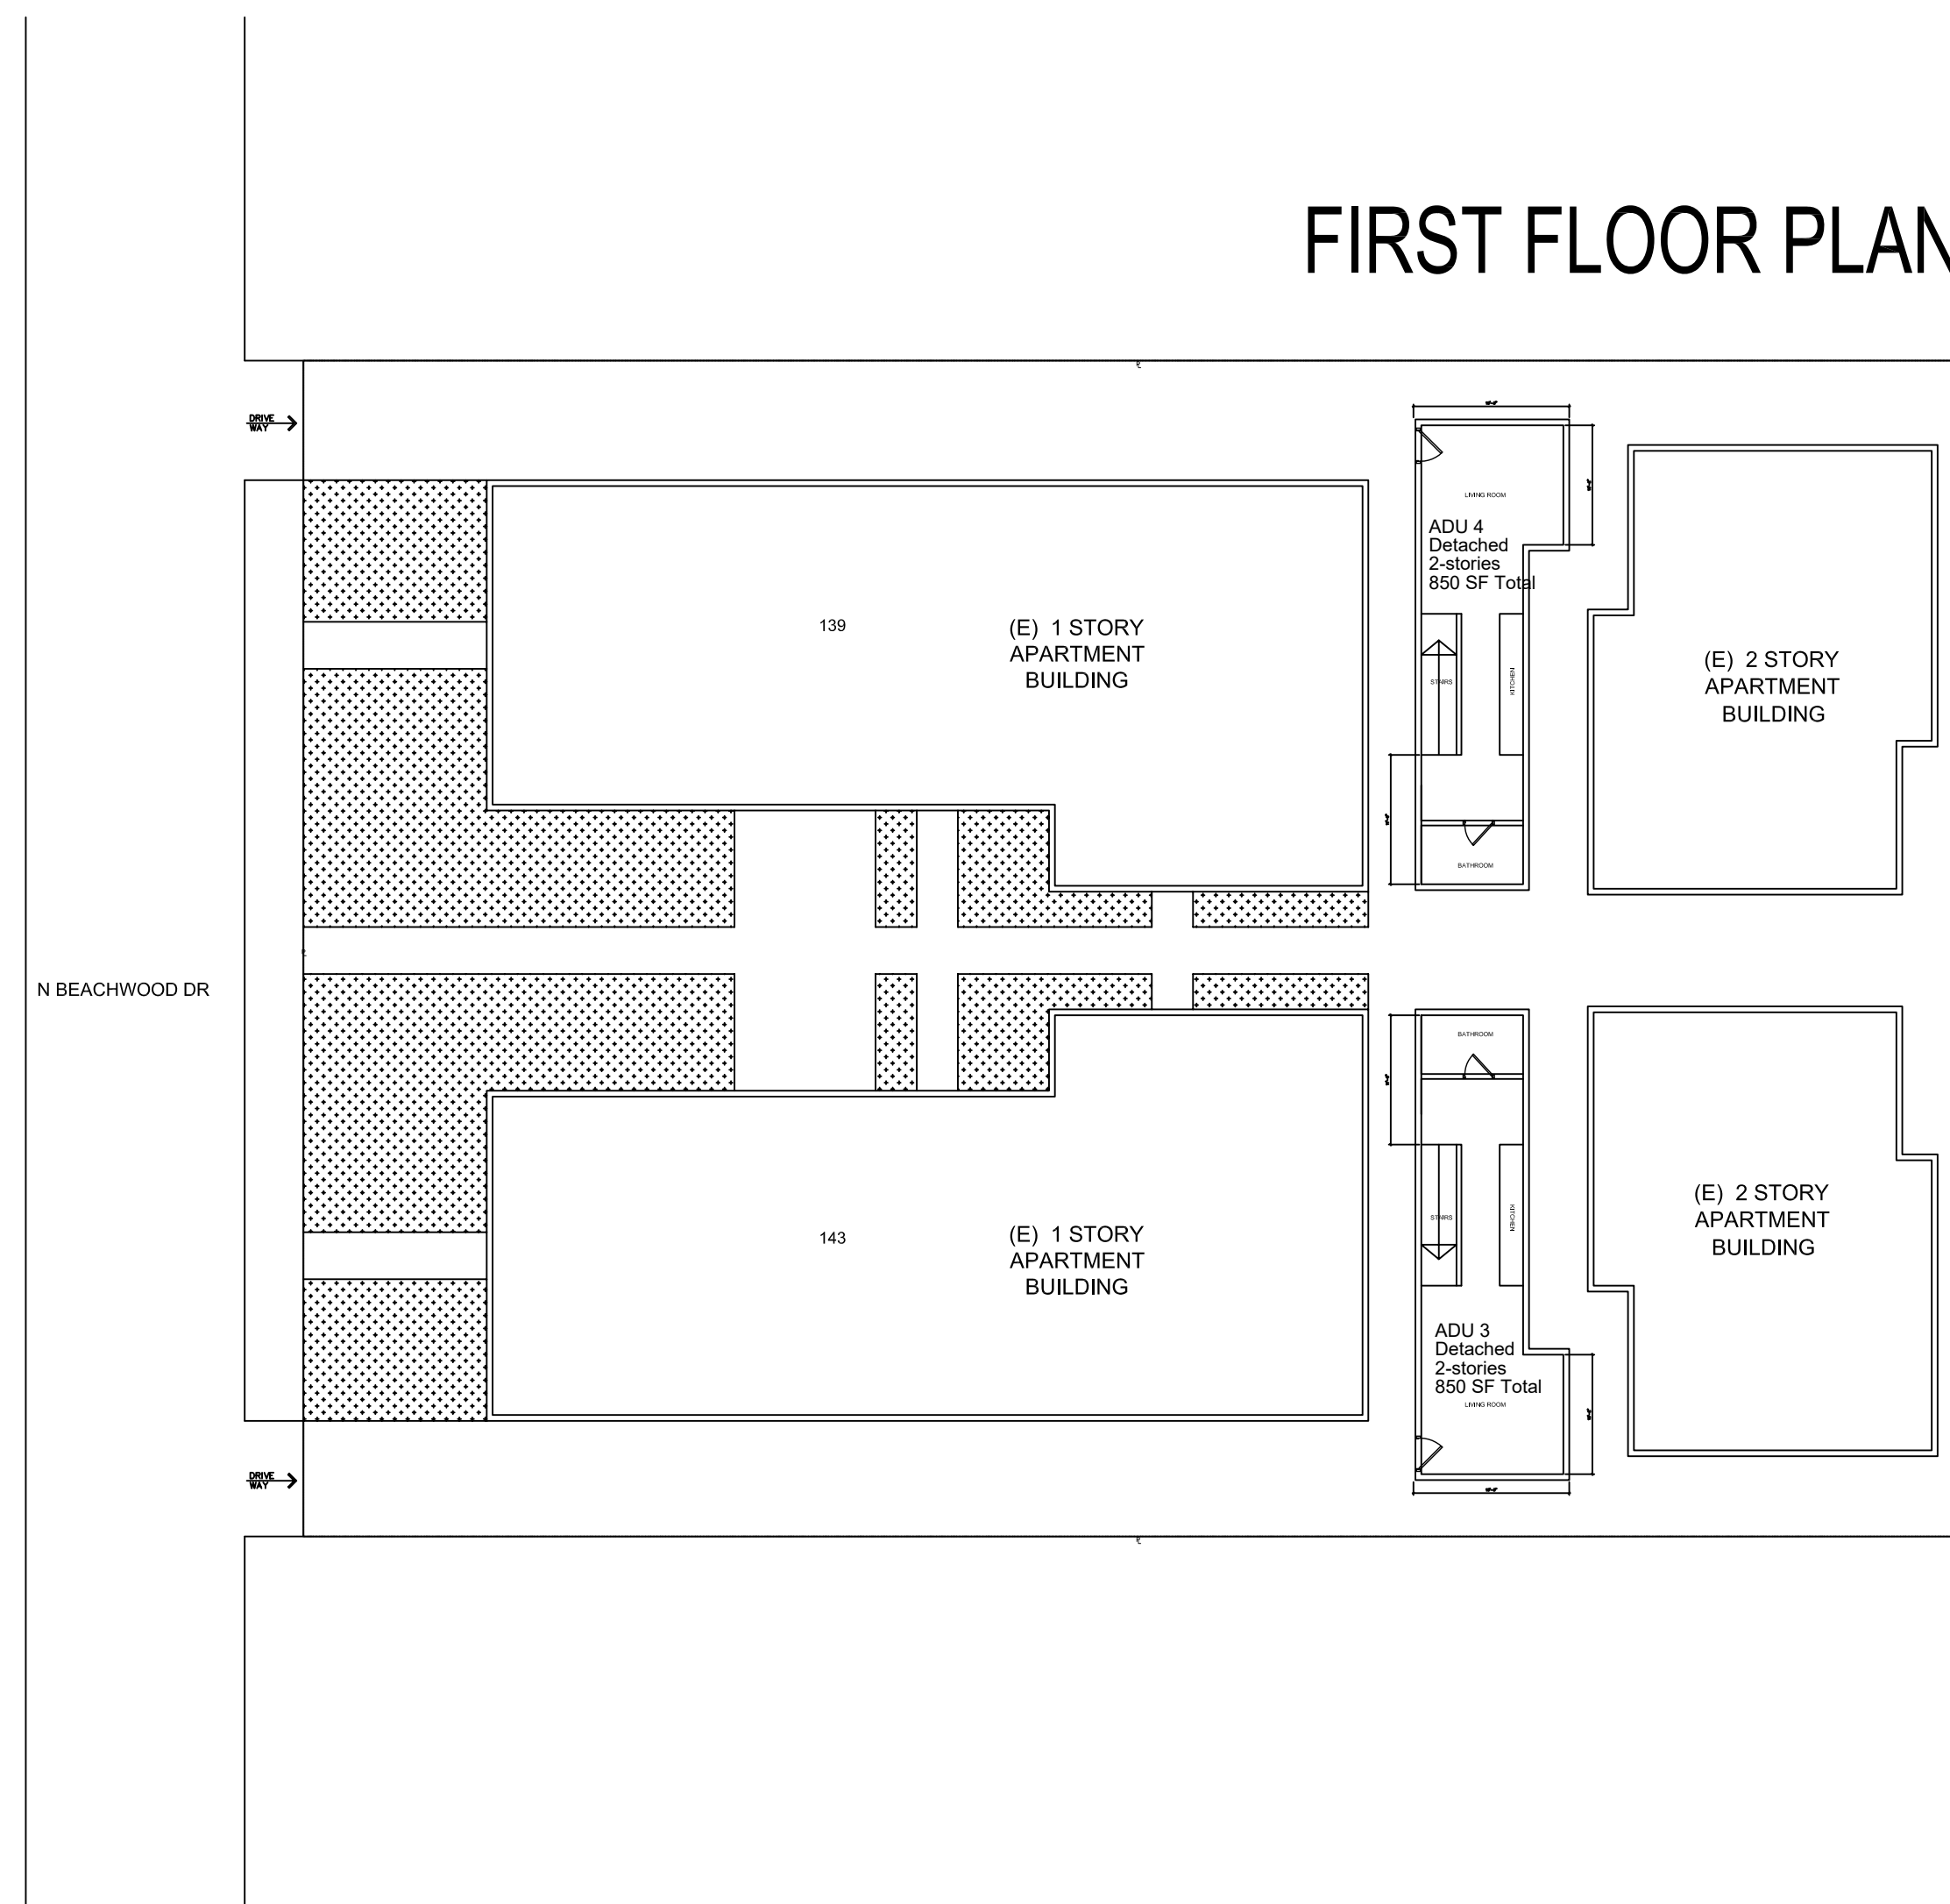 FIRST FLOOR PLAN
DRIVE
WAY
LIVING ROOM
ADU 4
Detached
2-stories
850 SF Total
139
(E) 1 STORY
APARTMENT
BUILDING
STAIRS
KITCHEN
(E) 2 STORY
APARTMENT
BUILDING
BATHROOM
N BEACHWOOD DR
BATHROOM
143
(E) 1 STORY
APARTMENT
BUILDING
STAIRS
KITCHEN
(E) 2 STORY
APARTMENT
BUILDING
ADU 3
Detached
2-stories
850 SF Total
LIVING ROOM
DRIVE
WAY